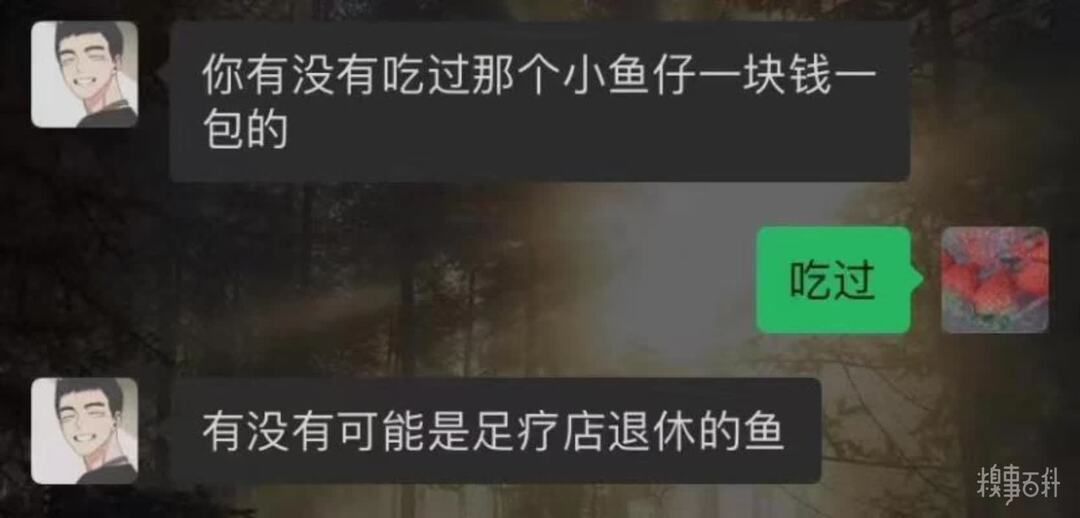 你有没有吃过那个小鱼仔一块钱一
包的
吃过
有没有可能是足疗店退休的鱼
糗事百科